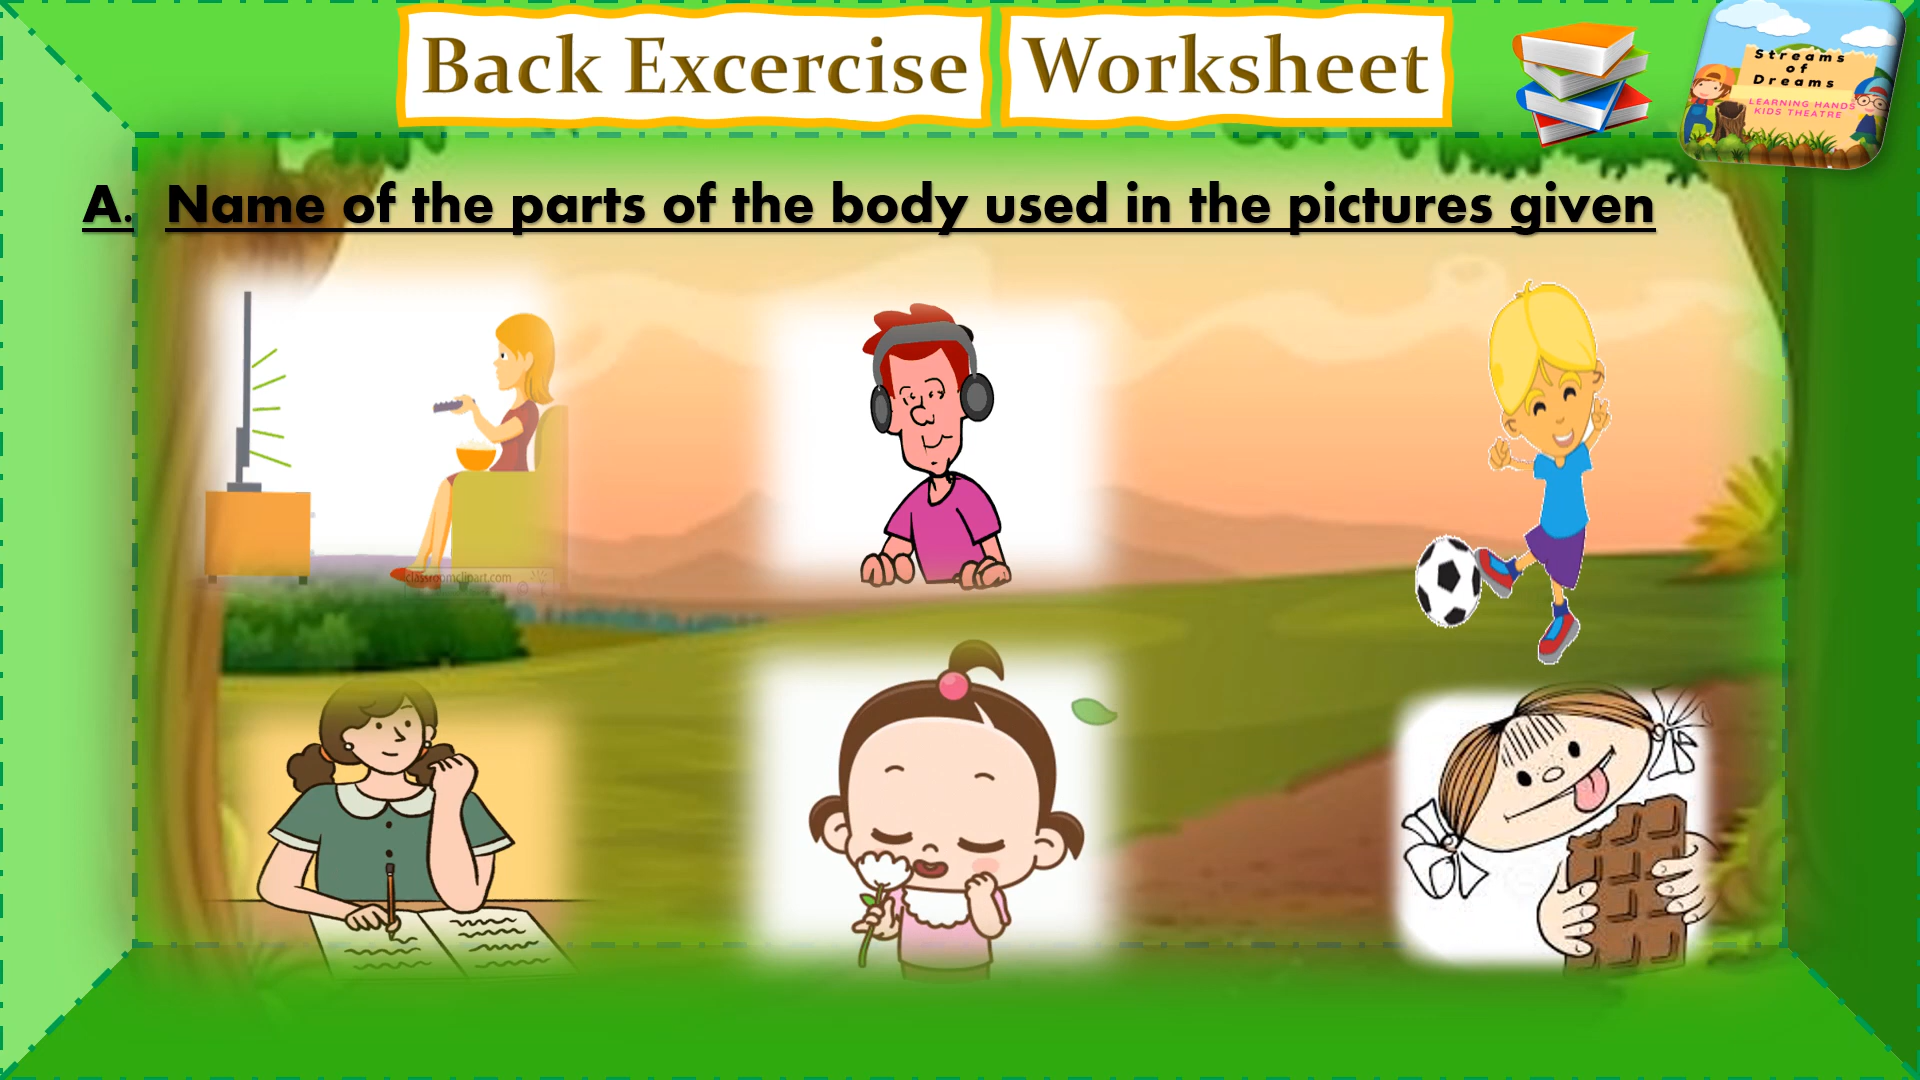 Back Excercise Worksheet
Streams
of
Dreams
LEARNING HANDS
KIDS THEATRE
A. Name of the parts of the body used in the pictures given
classroomclipart.com